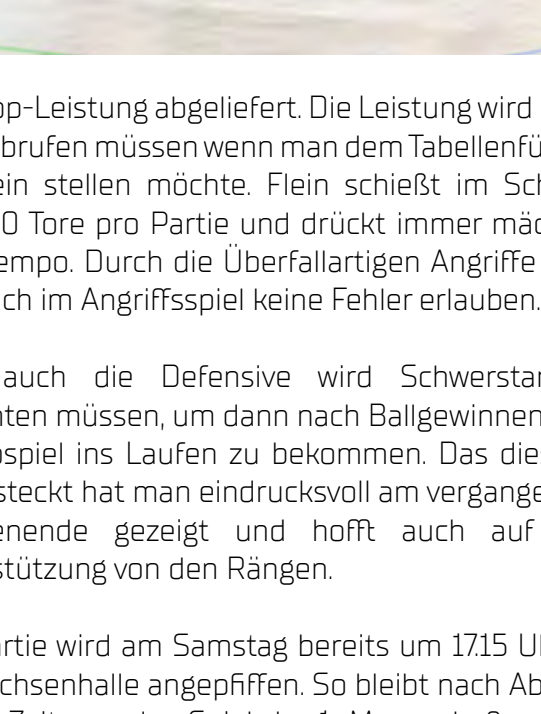 op-Leistung abgeliefert. Die Leistung wird
brufen müssen wenn man dem Tabellenfü
ein stellen möchte. Flein schießt im Sch
0 Tore pro Partie und drückt immer mäc
empo. Durch die Überfallartigen Angriffe
ch im Angriffsspiel keine Fehler erlauben.
auch die Defensive wird Schwerstar
nten müssen, um dann nach Ballgewinnen
ospiel ins Laufen zu bekommen. Das dies
steckt hat man eindrucksvoll am vergange
enende gezeigt und hofft auch auf
stützung von den Rängen.
artie wird am Samstag bereits um 17.15 U
chsenhalle angepfiffen. So bleibt nach Ab